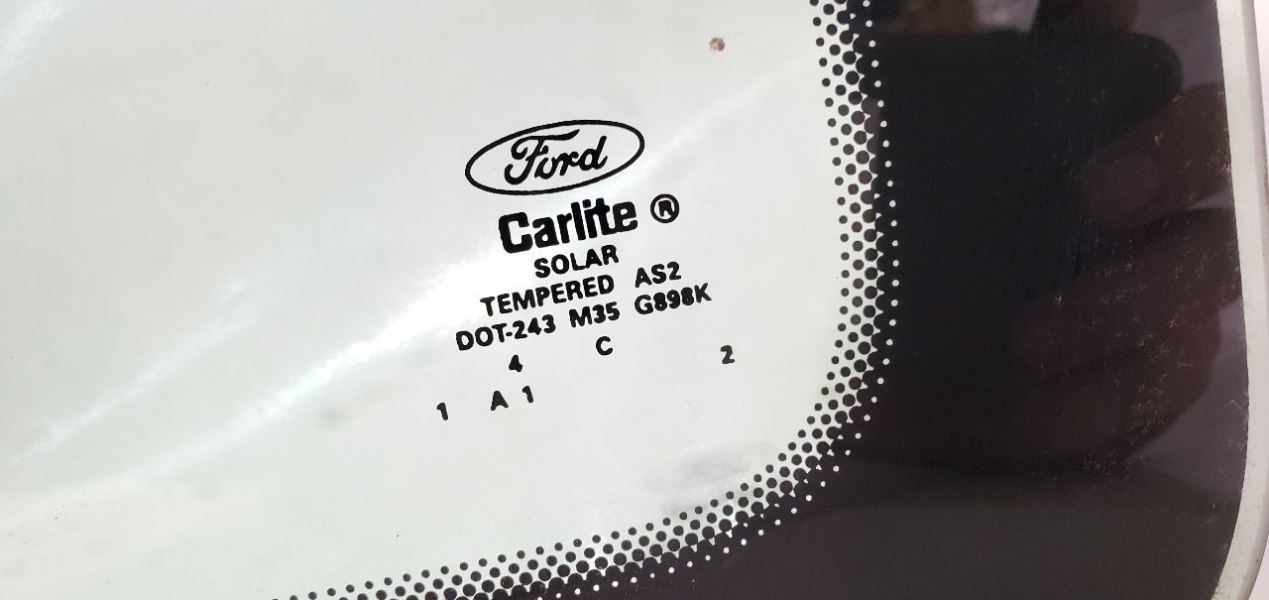 Ford
Carlite ®
SOLAR
TEMPERED AS2
DOT-243 M35 G898K
4 C 2
1 A 1